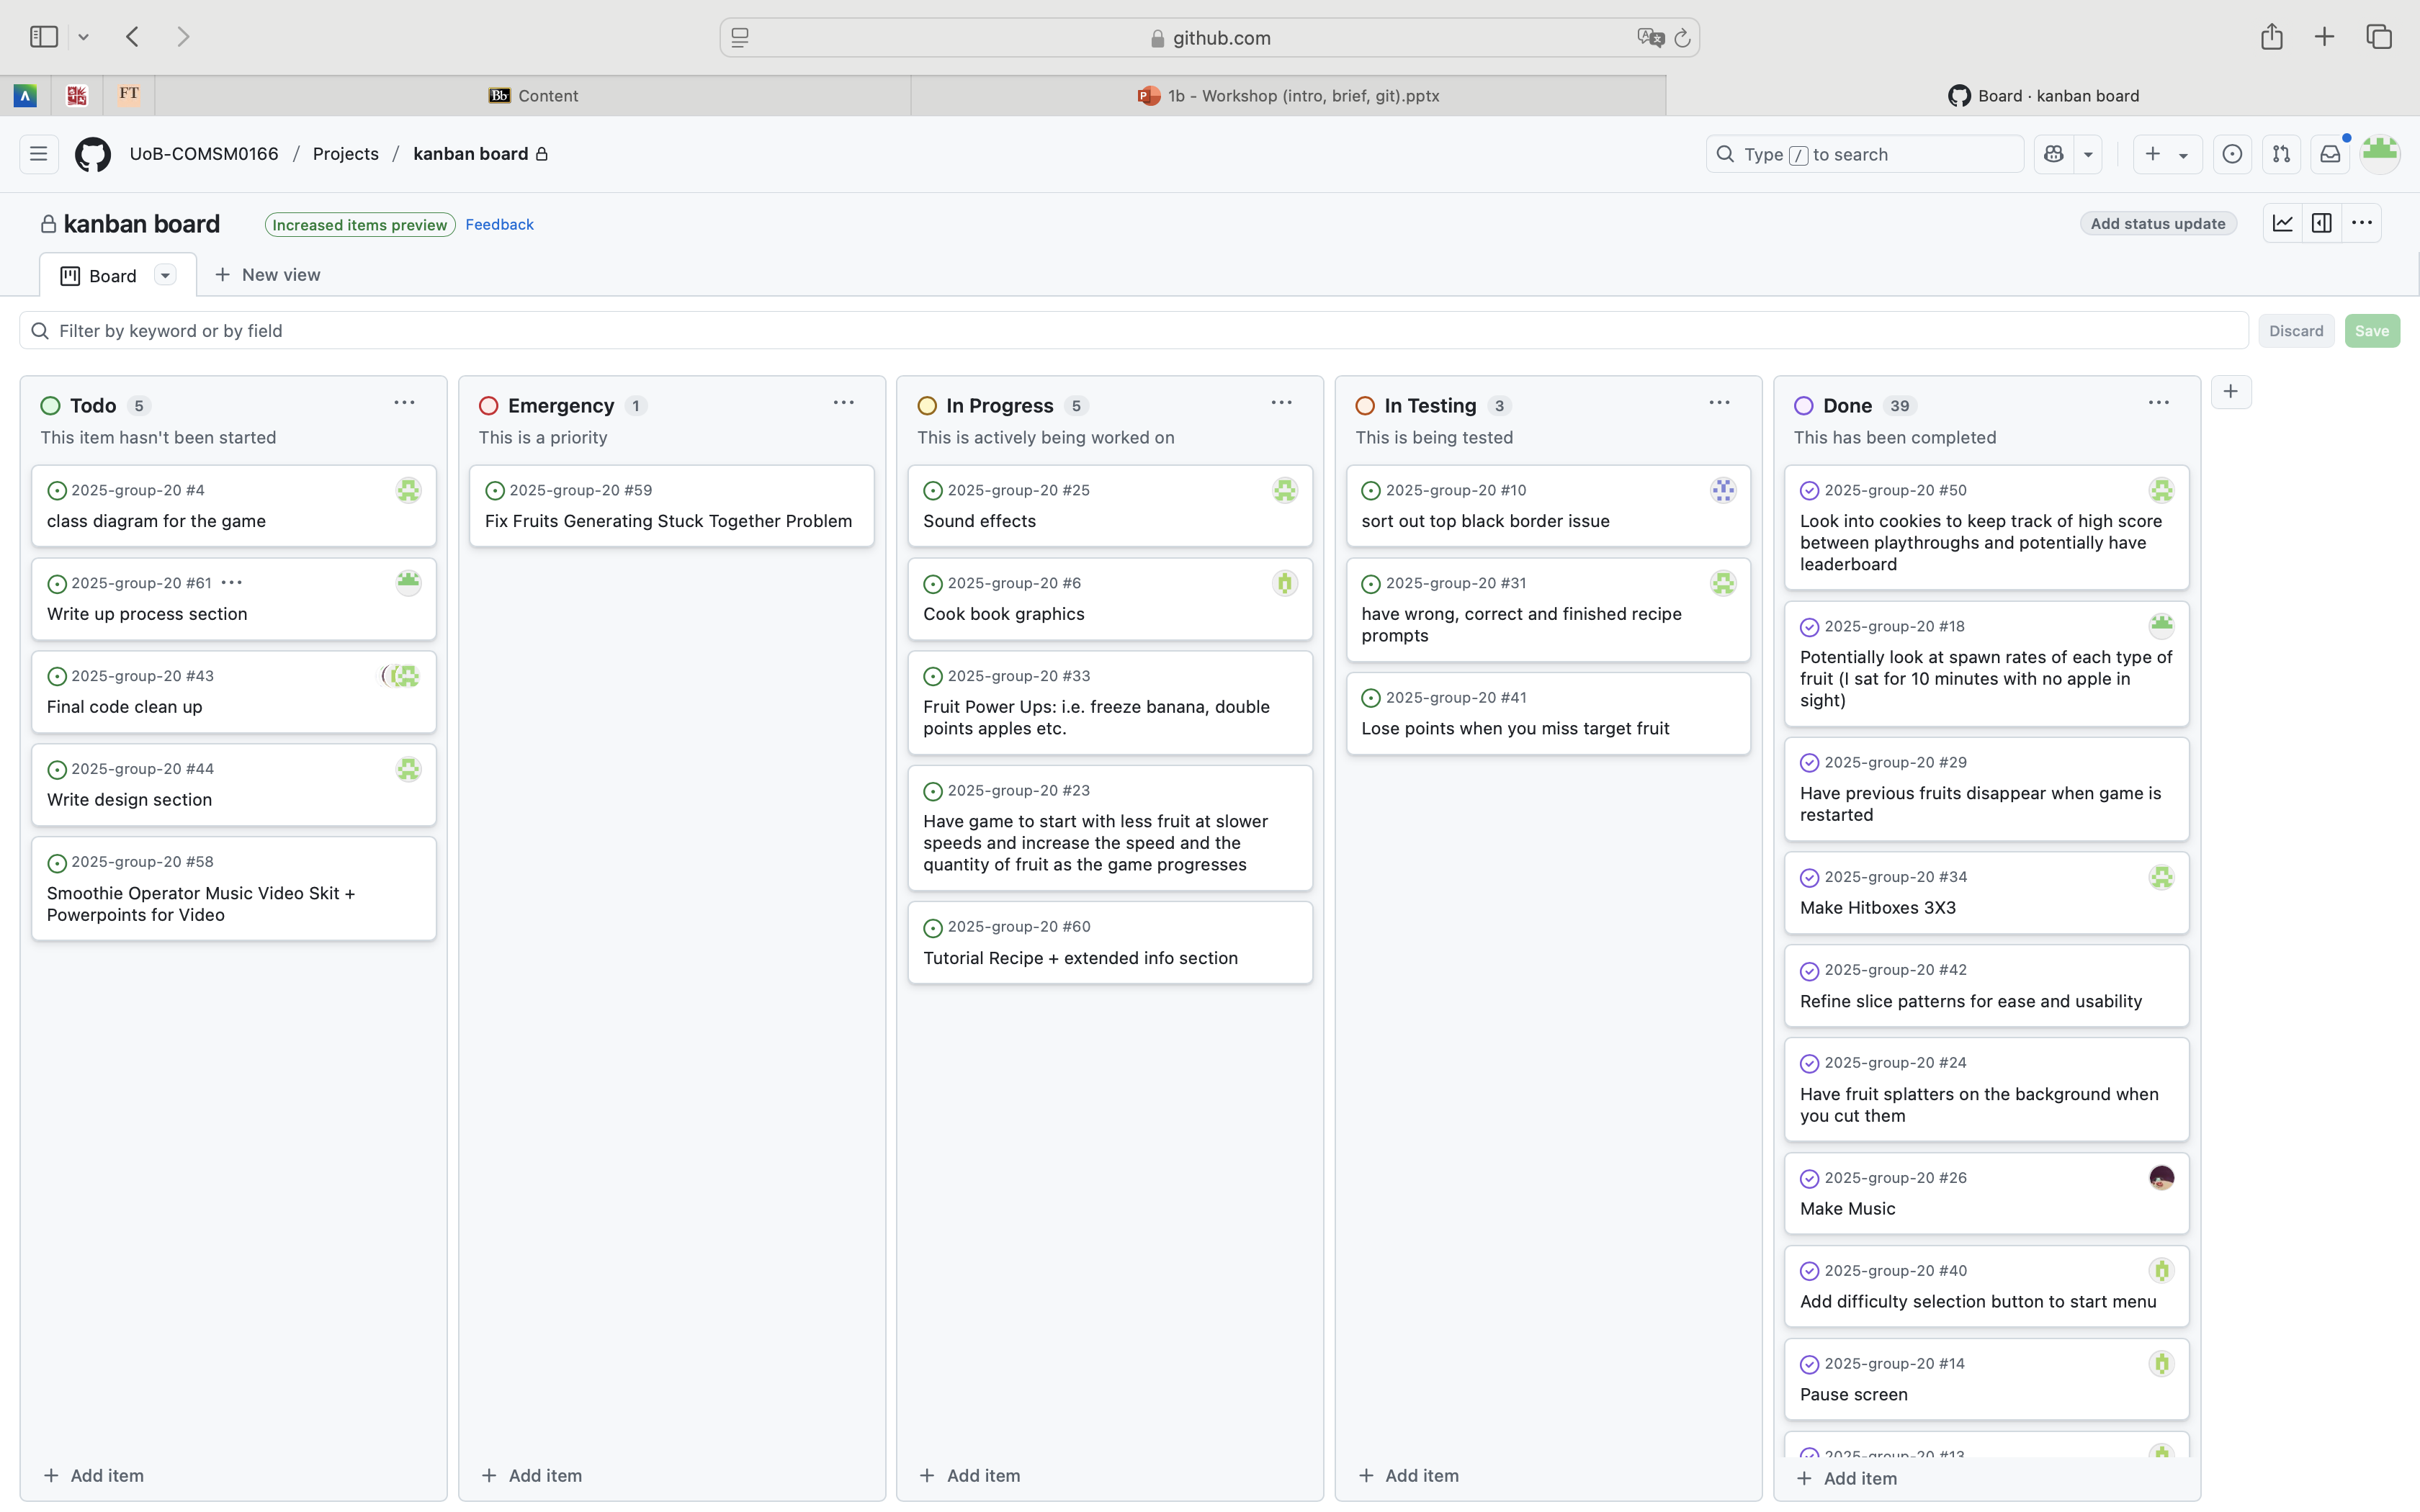 github.com
FT
Bb Content
P 1b - Workshop (intro, brief, git).pptx
Board · kanban board
UoB-COMSM0166 / Projects / kanban board
Type / to search
kanban board
Increased items preview
Feedback
Add status update
Board
New view
Filter by keyword or by field
Discard
Save
Todo 5
This item hasn't been started
2025-group-20 #4
class diagram for the game
2025-group-20 #61
Write up process section
2025-group-20 #43
Final code clean up
2025-group-20 #44
Write design section
2025-group-20 #58
Smoothie Operator Music Video Skit +
Powerpoints for Video
Add item
Emergency 1
This is a priority
2025-group-20 #59
Fix Fruits Generating Stuck Together Problem
Add item
In Progress 5
This is actively being worked on
2025-group-20 #25
Sound effects
2025-group-20 #6
Cook book graphics
2025-group-20 #33
Fruit Power Ups: i.e. freeze banana, double
points apples etc.
2025-group-20 #23
Have game to start with less fruit at slower
speeds and increase the speed and the
quantity of fruit as the game progresses
2025-group-20 #60
Tutorial Recipe + extended info section
Add item
In Testing 3
This is being tested
2025-group-20 #10
sort out top black border issue
2025-group-20 #31
have wrong, correct and finished recipe
prompts
2025-group-20 #41
Lose points when you miss target fruit
Add item
Done 39
This has been completed
2025-group-20 #50
Look into cookies to keep track of high score
between playthroughs and potentially have
leaderboard
2025-group-20 #18
Potentially look at spawn rates of each type of
fruit (I sat for 10 minutes with no apple in
sight)
2025-group-20 #29
Have previous fruits disappear when game is
restarted
2025-group-20 #34
Make Hitboxes 3X3
2025-group-20 #42
Refine slice patterns for ease and usability
2025-group-20 #24
Have fruit splatters on the background when
you cut them
2025-group-20 #26
Make Music
2025-group-20 #40
Add difficulty selection button to start menu
2025-group-20 #14
Pause screen
2025-group-20 #13
Add item